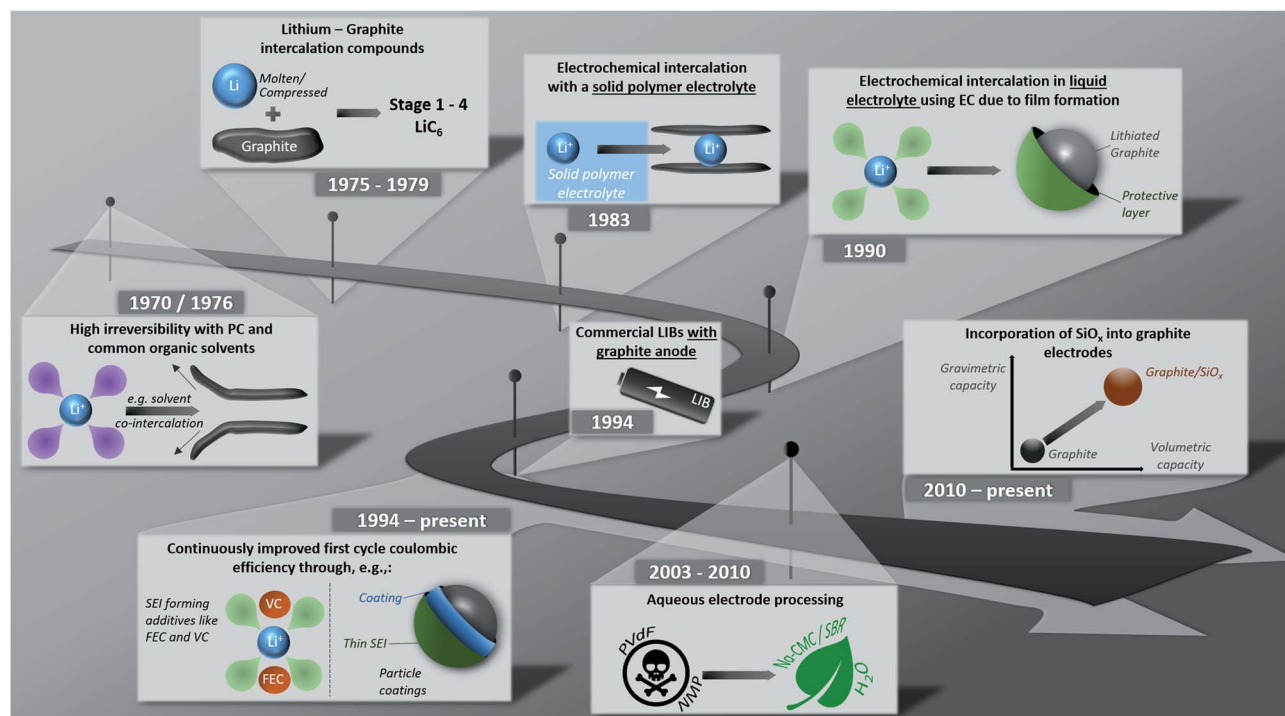 Lithium – Graphite
intercalation compounds
Li
Molten/
Compressed
Graphite
Stage 1 - 4
LiC6
1975 - 1979
Electrochemical intercalation
with a solid polymer electrolyte
Li+
Li+
Solid polymer
electrolyte
1983
Electrochemical intercalation in liquid
electrolyte using EC due to film formation
Li+
Lithiated
Graphite
Protective
layer
1990
1970 / 1976
High irreversibility with PC and
common organic solvents
Li+
e.g. solvent
co-intercalation
Commercial LIBs with
graphite anode
LIB
1994
Incorporation of SiOx into graphite
electrodes
Gravimetric
capacity
Graphite/SiOx
Graphite
Volumetric
capacity
2010 – present
1994 – present
Continuously improved first cycle coulombic
efficiency through, e.g.,:
SEI forming
additives like
FEC and VC
VC
Li+
FEC
Coating
Thin SEI
Particle
coatings
2003 - 2010
Aqueous electrode processing
PVdF
NMP
Na-CMC / SBR
H2O